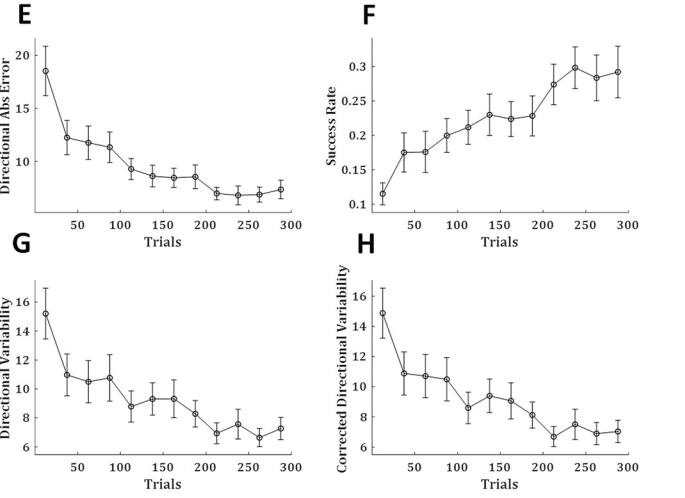 E
Directional Abs Error
20
15
10
50 100 150 200 250 300
Trials
F
Success Rate
0.3
0.25
0.2
0.15
0.1
50 100 150 200 250 300
Trials
G
Directional Variability
16
14
12
10
8
6
50 100 150 200 250 300
Trials
H
Corrected Directional Variability
16
14
12
10
8
6
50 100 150 200 250 300
Trials